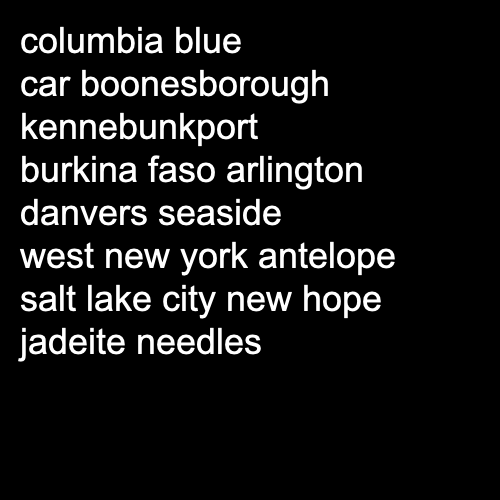 columbia blue
car boonesborough
kennebunkport
burkina faso arlington
danvers seaside
west new york antelope
salt lake city new hope
jadeite needles